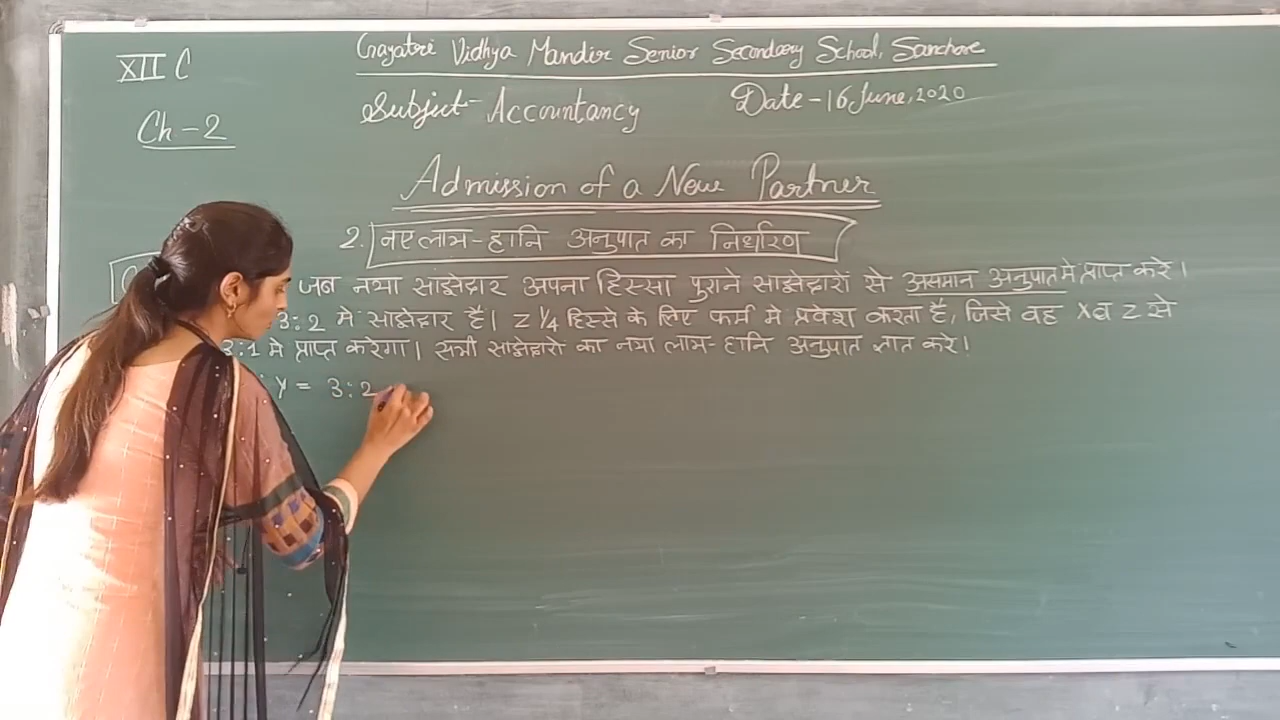 XII C
Gayatri Vidhya Mandir Senior Secondary School, Sanchore
Ch-2
Subject- Accountancy
Date-16 June, 2020
Admission of a New Partner
2. नए लाभ-हानि अनुपात का निर्धारण
जब नया साझेदार अपना हिस्सा पुराने साझेदारों से असमान अनुपात में प्राप्त करे।
3:2 में साझेदार है। Z 1/4 हिस्से के लिए फर्म मे प्रवेश करता है, जिसे वह X व Z से
3:1 मे प्राप्त करेगा। सभी साझेदारो का नया लाभ-हानि अनुपात ज्ञात करे।
Y = 3:2